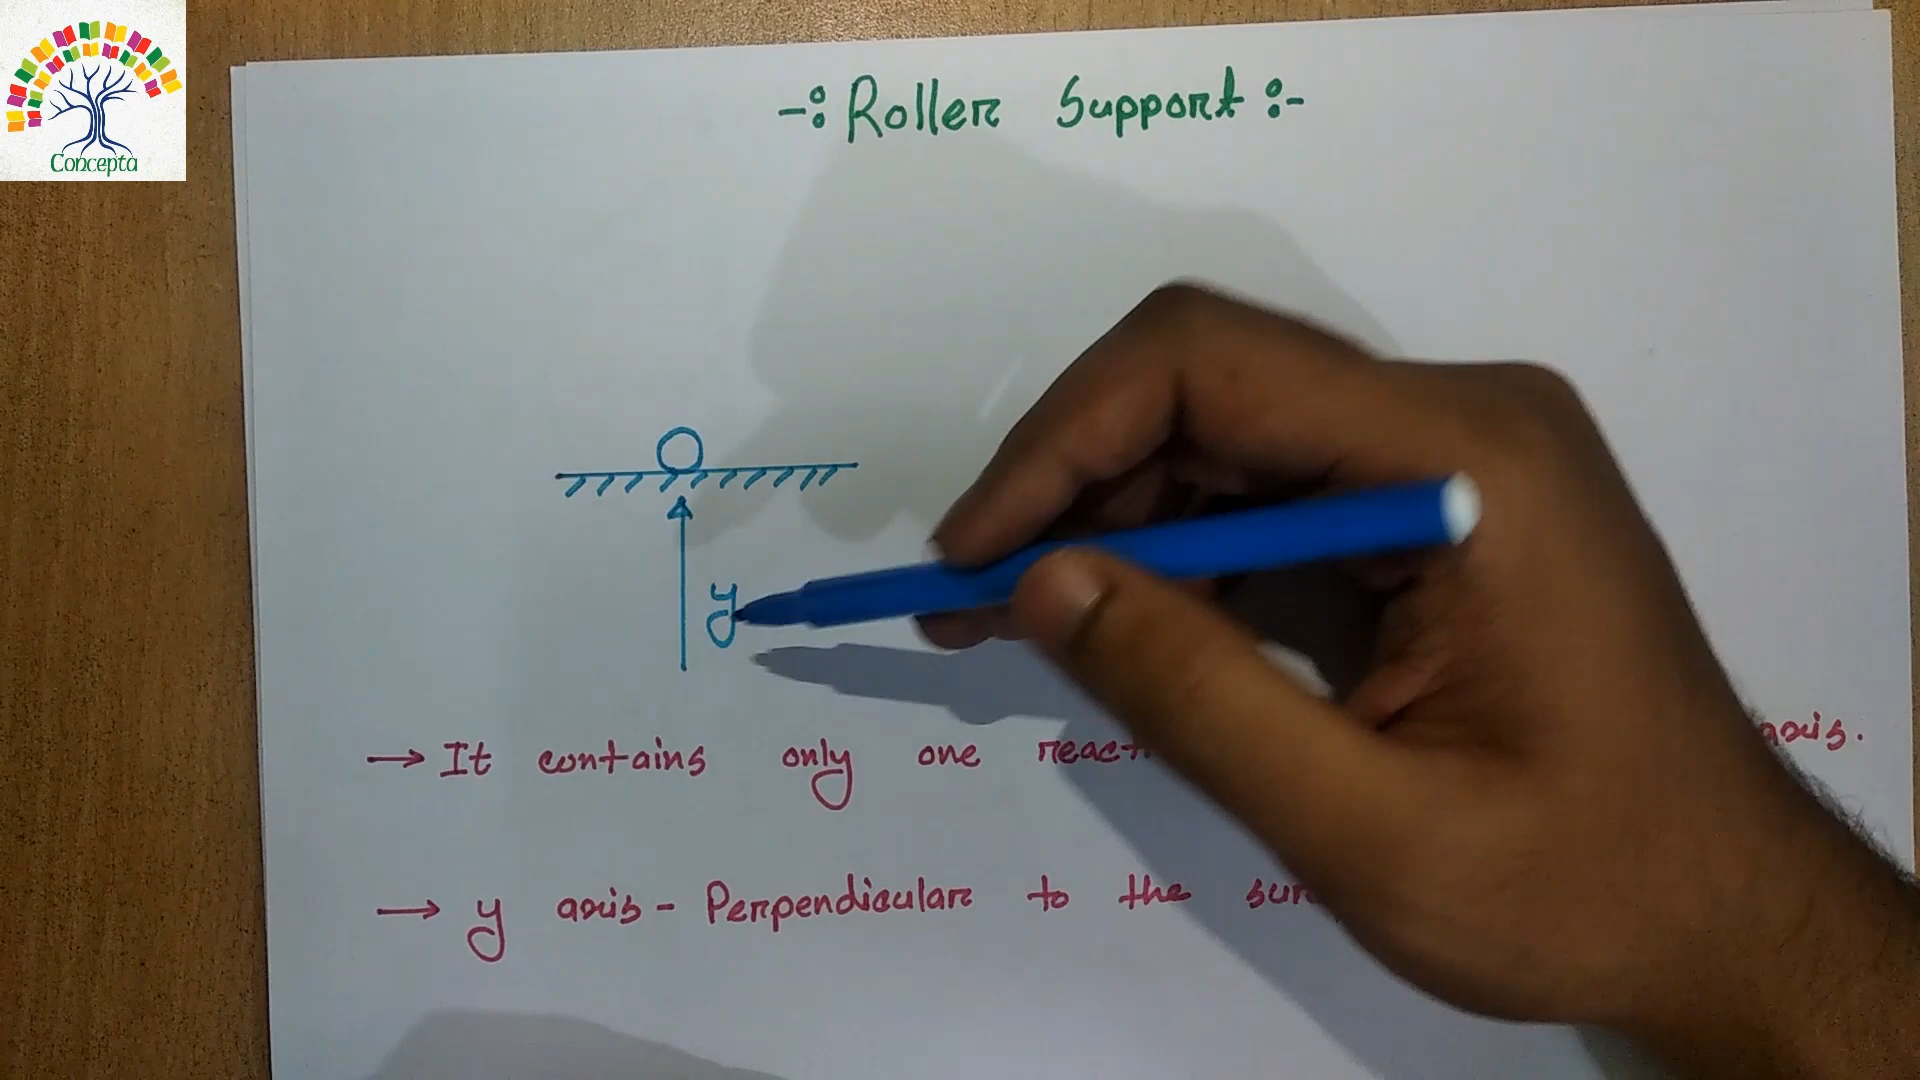 Concepta
-: Roller Support :-
y
→ It contains only one axis.
→ y axis - Perpendicular to the